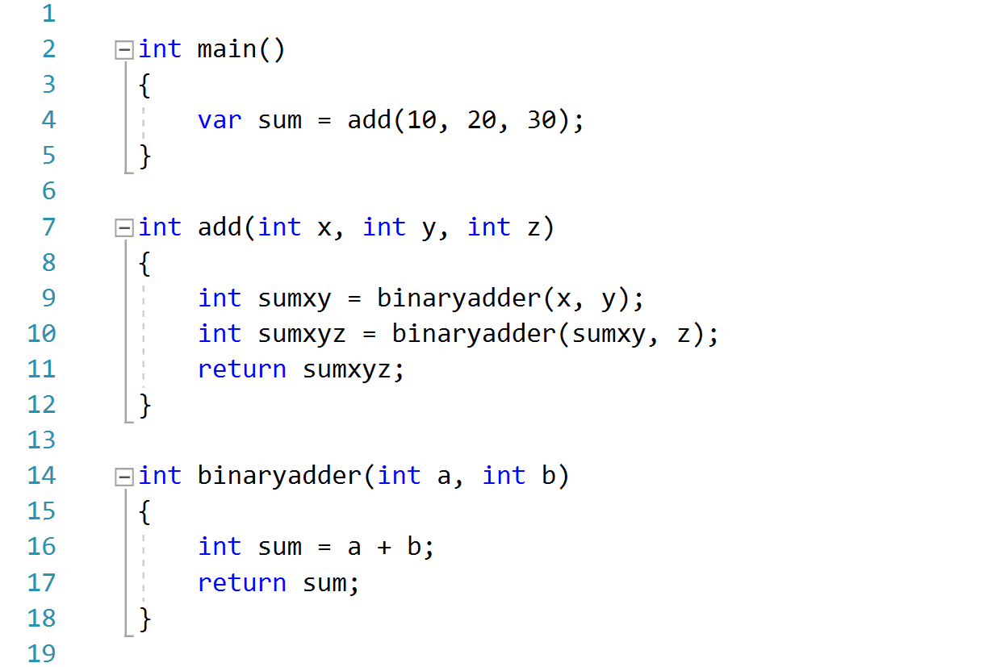 1
2 int main()
3 {
4     var sum = add(10, 20, 30);
5 }
6
7 int add(int x, int y, int z)
8 {
9     int sumxy = binaryadder(x, y);
10     int sumxyz = binaryadder(sumxy, z);
11     return sumxyz;
12 }
13
14 int binaryadder(int a, int b)
15 {
16     int sum = a + b;
17     return sum;
18 }
19